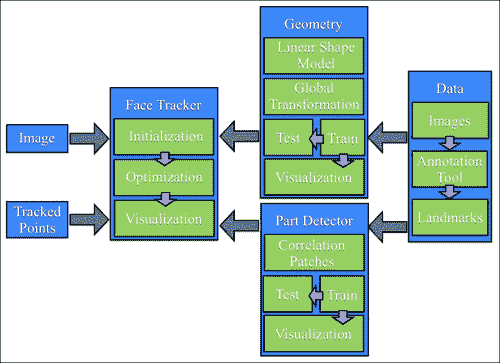 Geometry
Linear Shape
Model
Global
Transformation
Test
Train
Visualization
Data
Images
Annotation
Tool
Landmarks
Face Tracker
Initialization
Optimization
Visualization
Image
Tracked
Points
Part Detector
Correlation
Patches
Test
Train
Visualization